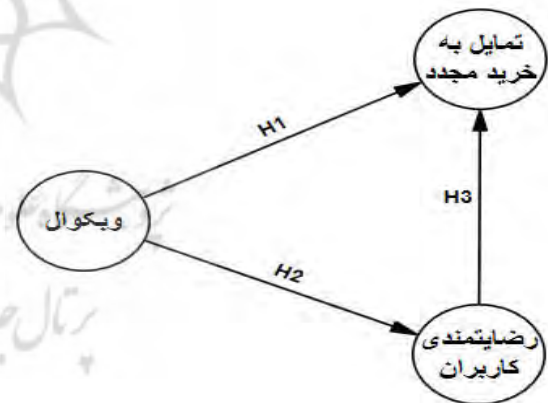 تمایل به
خرید مجدد
H1
وبکوال
H3
H2
رضایتمندی
کاربران